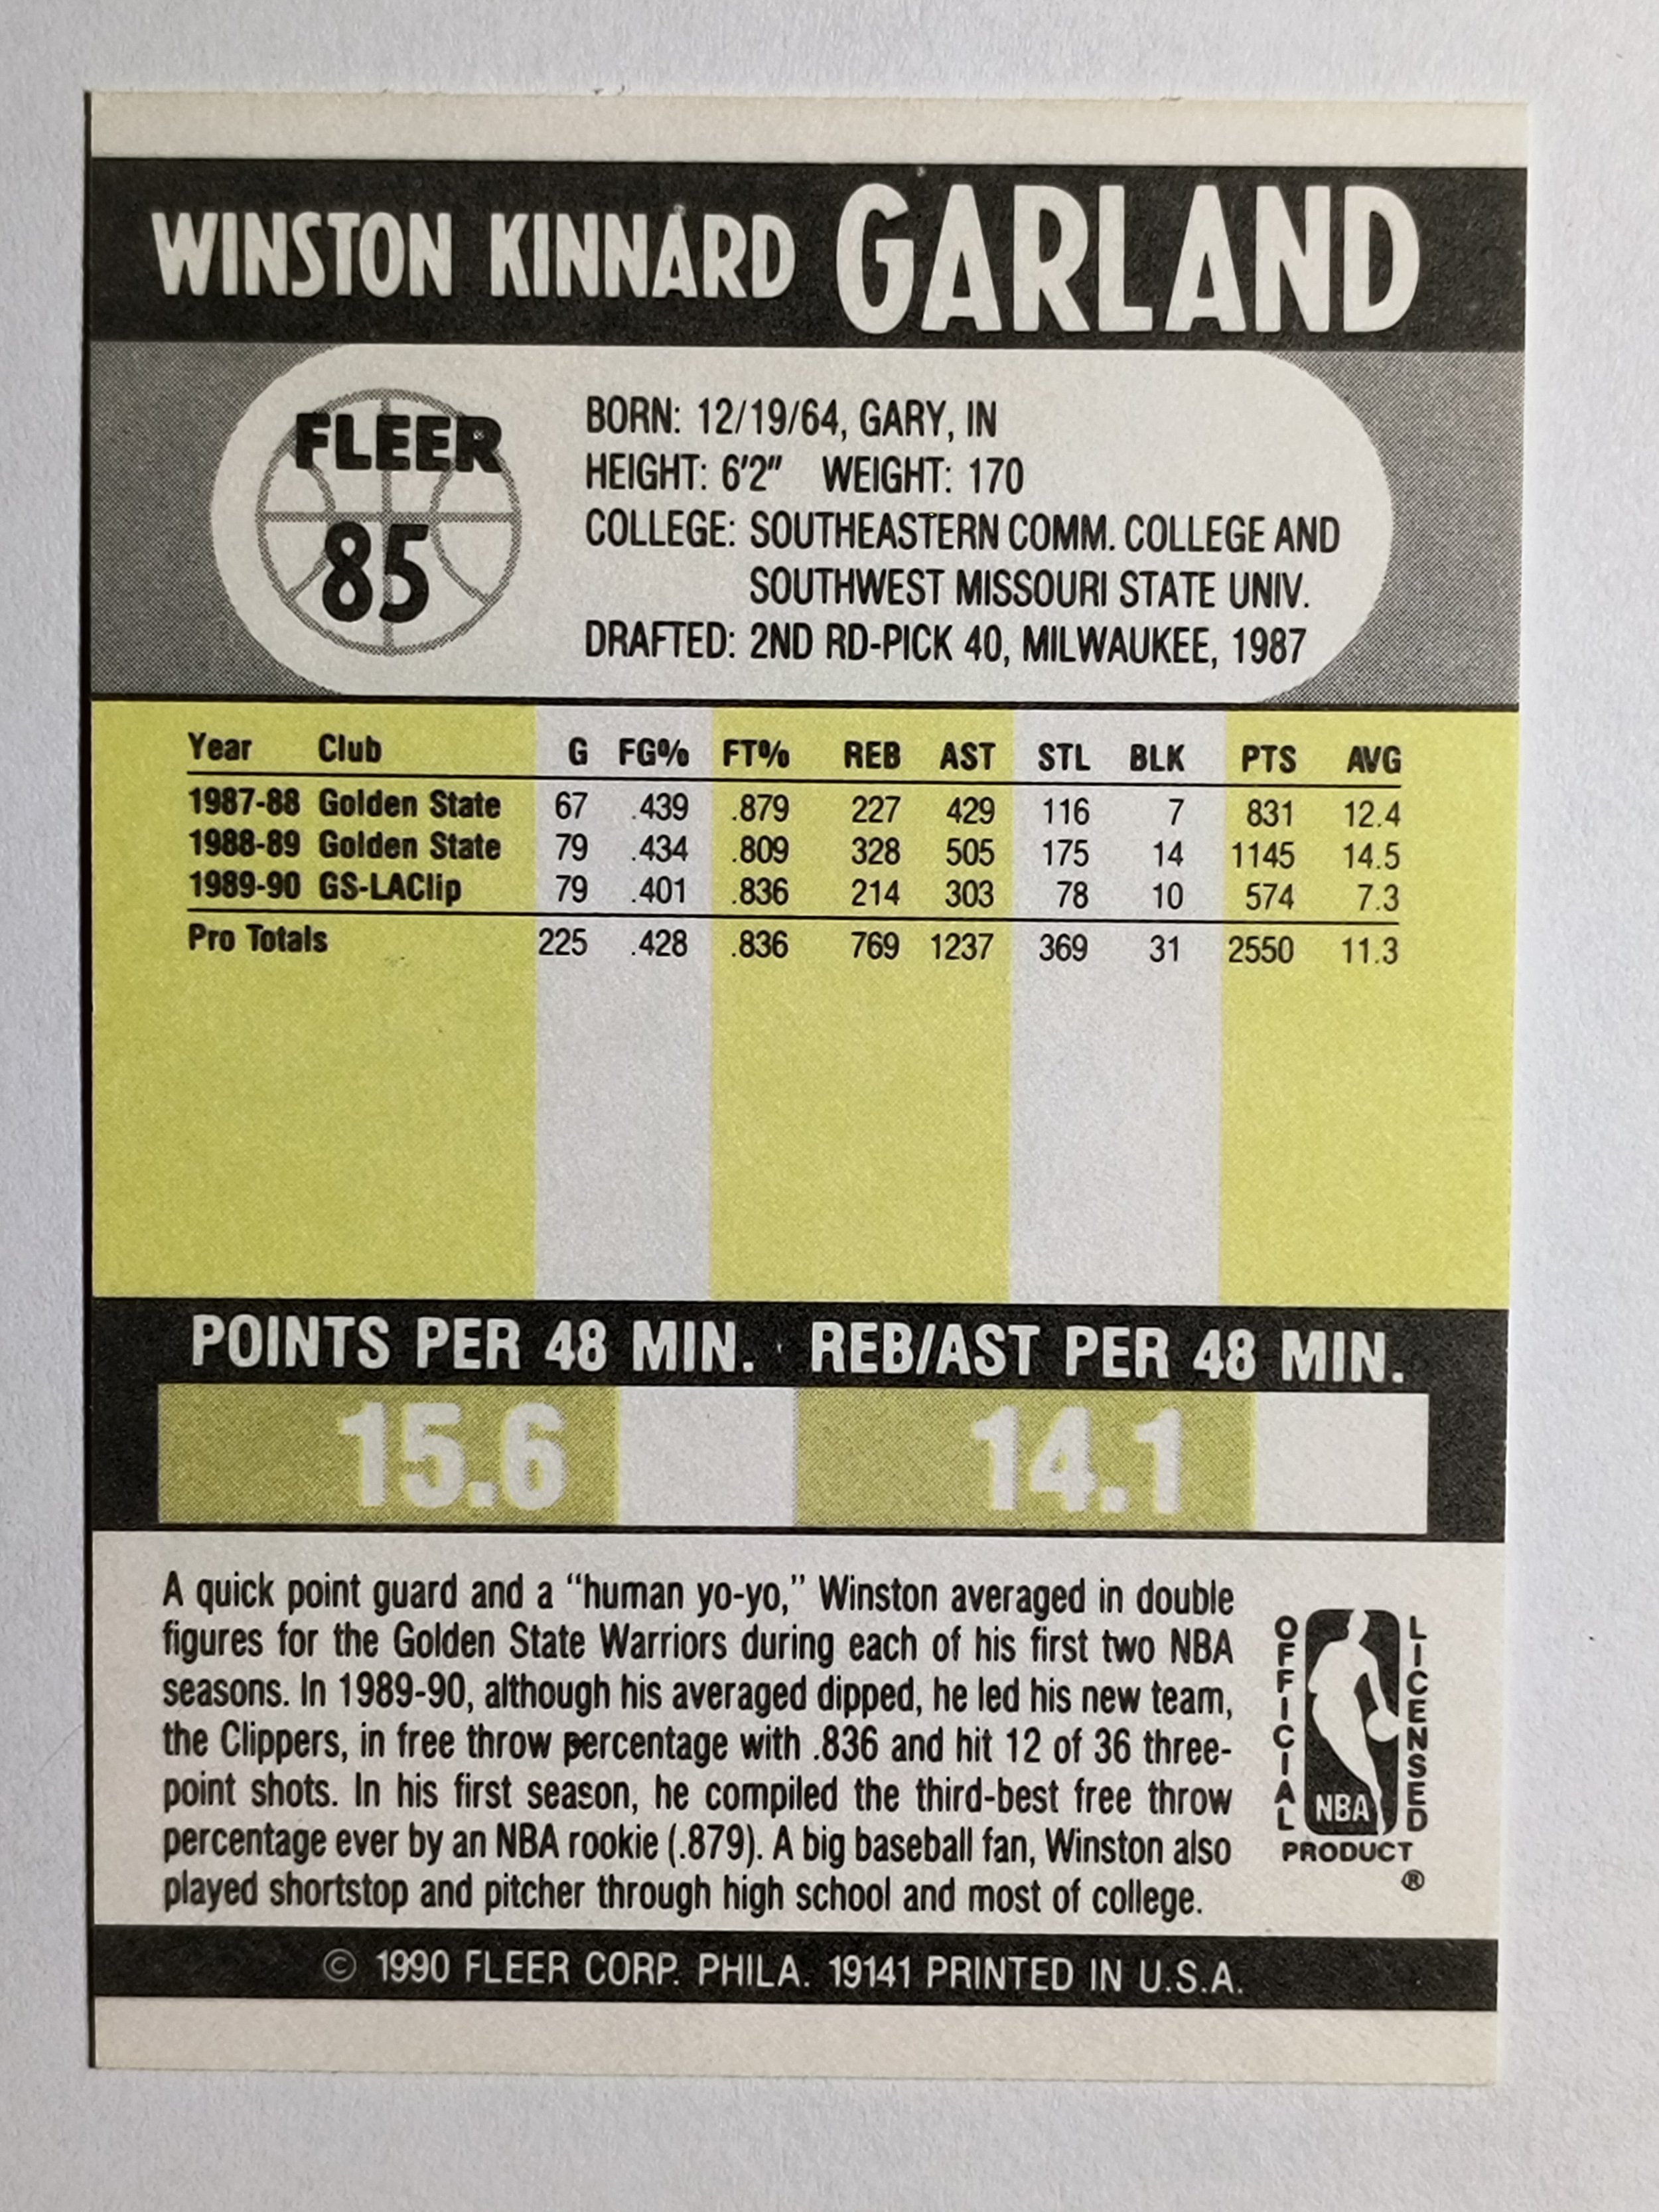 WINSTON KINNARD GARLAND
FLEER
85
BORN: 12/19/64, GARY, IN
HEIGHT: 6'2" WEIGHT: 170
COLLEGE: SOUTHEASTERN COMM. COLLEGE AND
SOUTHWEST MISSOURI STATE UNIV.
DRAFTED: 2ND RD-PICK 40, MILWAUKEE, 1987
Year Club G FG% FT% REB AST STL BLK PTS AVG
1987-88 Golden State 67 .439 .879 227 429 116 7 831 12.4
1988-89 Golden State 79 .434 .809 328 505 175 14 1145 14.5
1989-90 GS-LAClip 79 .401 .836 214 303 78 10 574 7.3
Pro Totals 225 .428 .836 769 1237 369 31 2550 11.3
POINTS PER 48 MIN. REB/AST PER 48 MIN.
15.6 14.1
A quick point guard and a “human yo-yo,” Winston averaged in double
figures for the Golden State Warriors during each of his first two NBA
seasons. In 1989-90, although his averaged dipped, he led his new team,
the Clippers, in free throw percentage with .836 and hit 12 of 36 three-
point shots. In his first season, he compiled the third-best free throw
percentage ever by an NBA rookie (.879). A big baseball fan, Winston also
played shortstop and pitcher through high school and most of college.
OFFICIAL
NBA
LICENSED
PRODUCT
®
© 1990 FLEER CORP. PHILA. 19141 PRINTED IN U.S.A.